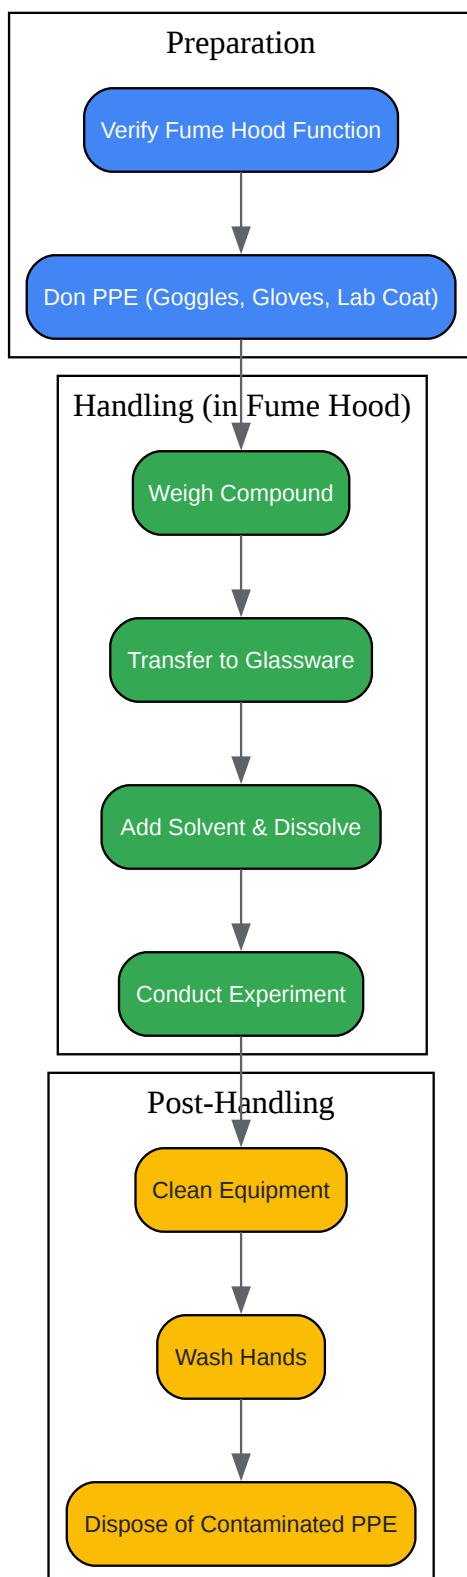 Preparation
Verify Fume Hood Function
Don PPE (Goggles, Gloves, Lab Coat)
Handling (in Fume Hood)
Weigh Compound
Transfer to Glassware
Add Solvent & Dissolve
Conduct Experiment
Post-Handling
Clean Equipment
Wash Hands
Dispose of Contaminated PPE